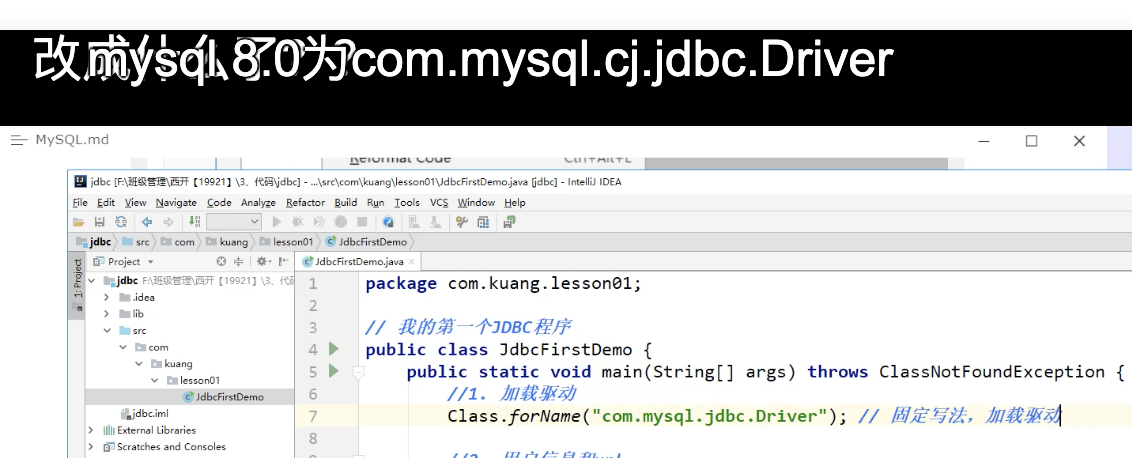 改成什么了？？
mysql 8.0为com.mysql.cj.jdbc.Driver
MySQL.md
Reformat Code Ctrl+Alt+L
jdbc [F:\班级管理\西开【19921】\3、代码\jdbc] - ...\src\com\kuang\lesson01\JdbcFirstDemo.java [jdbc] - IntelliJ IDEA
File Edit View Navigate Code Analyze Refactor Build Run Tools VCS Window Help
jdbc src com kuang lesson01 JdbcFirstDemo
1: Project
Project
JdbcFirstDemo.java
jdbc F:\班级管理\西开【19921】\3、代码
.idea
lib
src
com
kuang
lesson01
JdbcFirstDemo
jdbc.iml
External Libraries
Scratches and Consoles
1 package com.kuang.lesson01;
2
3 // 我的第一个JDBC程序
4 public class JdbcFirstDemo {
5 public static void main(String[] args) throws ClassNotFoundException {
6 //1. 加载驱动
7 Class.forName("com.mysql.jdbc.Driver"); // 固定写法，加载驱动
8